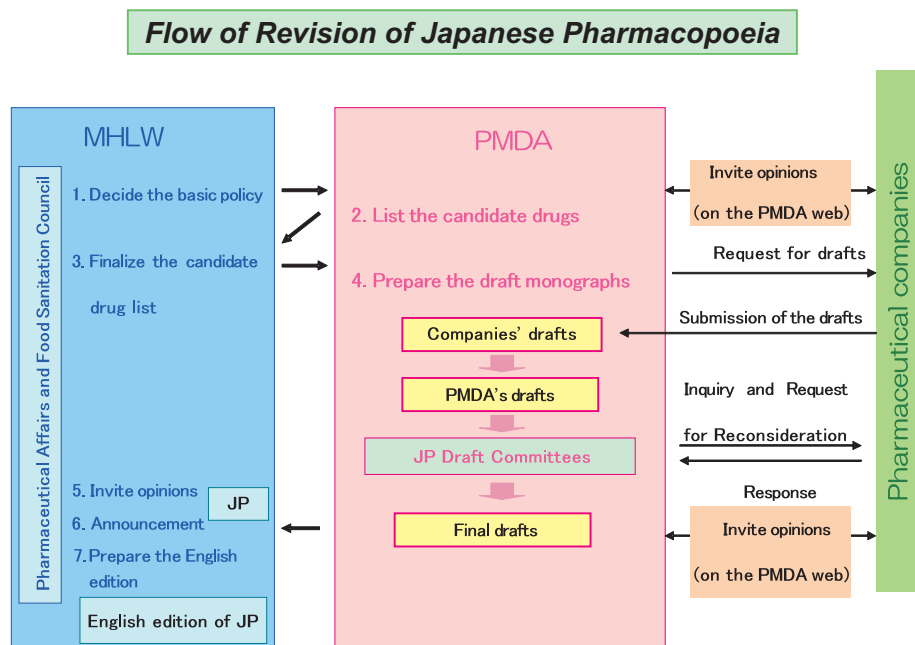 Flow of Revision of Japanese Pharmacopoeia
MHLW
Pharmaceutical Affairs and Food Sanitation Council
1. Decide the basic policy
3. Finalize the candidate
drug list
5. Invite opinions
JP
6. Announcement
7. Prepare the English
edition
English edition of JP
PMDA
2. List the candidate drugs
4. Prepare the draft monographs
Companies' drafts
PMDA's drafts
JP Draft Committees
Final drafts
Invite opinions
(on the PMDA web)
Request for drafts
Submission of the drafts
Inquiry and Request
for Reconsideration
Response
Invite opinions
(on the PMDA web)
Pharmaceutical companies